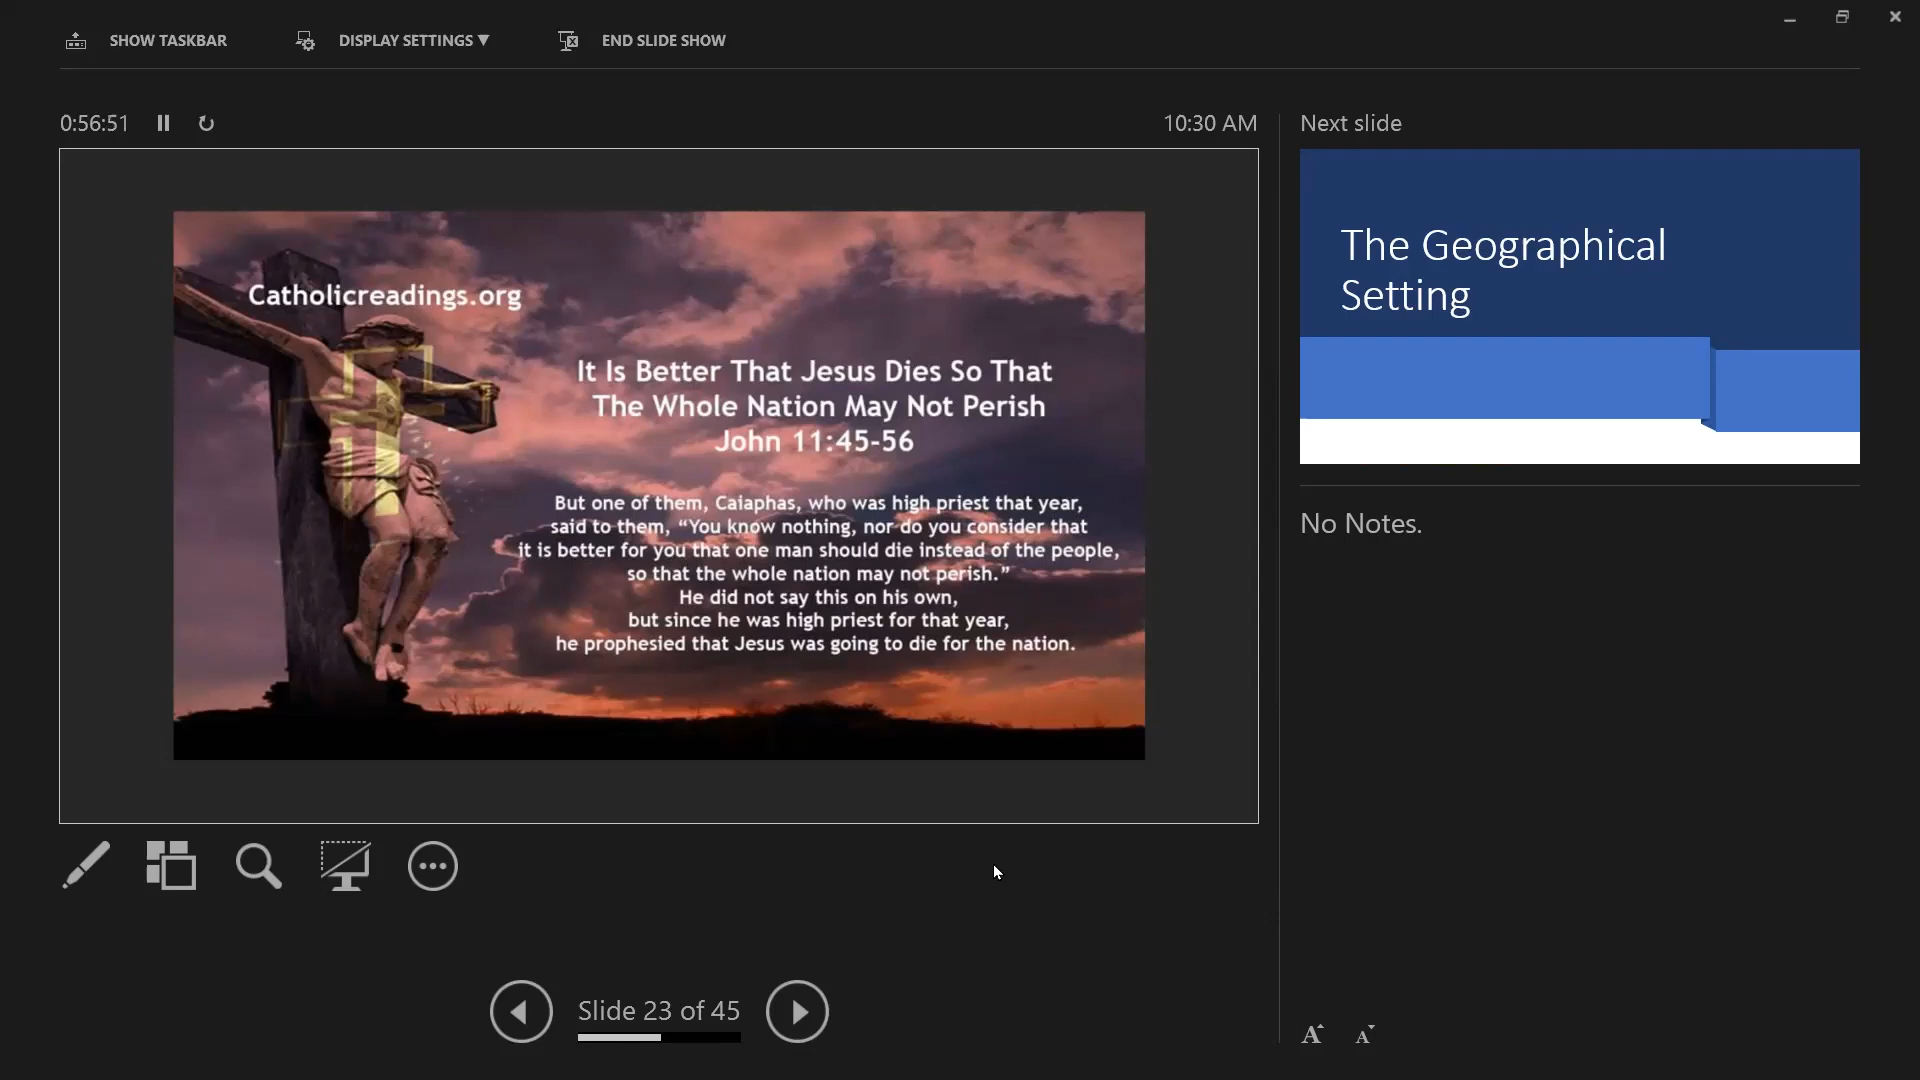 SHOW TASKBAR
DISPLAY SETTINGS ▼
END SLIDE SHOW
0:56:51
10:30 AM
Catholicreadings.org
It Is Better That Jesus Dies So That
The Whole Nation May Not Perish
John 11:45-56
But one of them, Caiaphas, who was high priest that year,
said to them, “You know nothing, nor do you consider that
it is better for you that one man should die instead of the people,
so that the whole nation may not perish.”
He did not say this on his own,
but since he was high priest for that year,
he prophesied that Jesus was going to die for the nation.
Slide 23 of 45
Next slide
The Geographical
Setting
No Notes.
A A